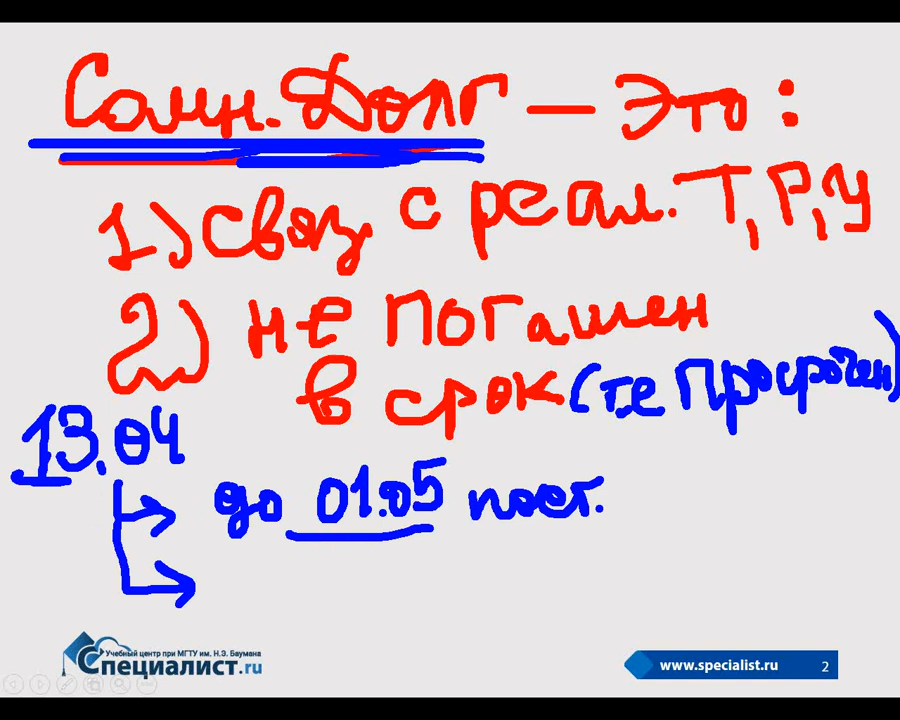 Сомн. Долг — это:
1) связ. с реал. Т, Р, У
2) не погашен
в срок (т.е просрочен)
13.04
до 01.05 пост.
Учебный центр при МГТУ им. Н.Э. Баумана
Специалист.ru
www.specialist.ru 2